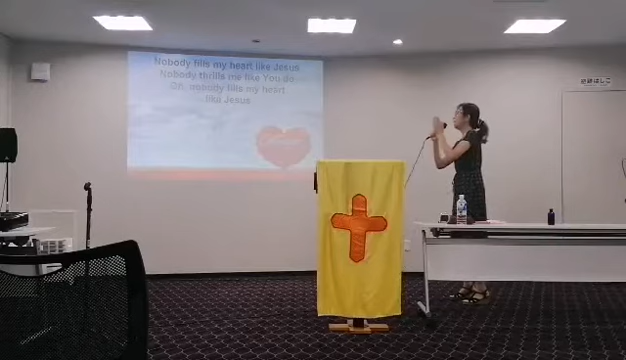 Nobody fills my heart like Jesus
Nobody thrills me like You do
Oh, nobody fills my heart
like Jesus